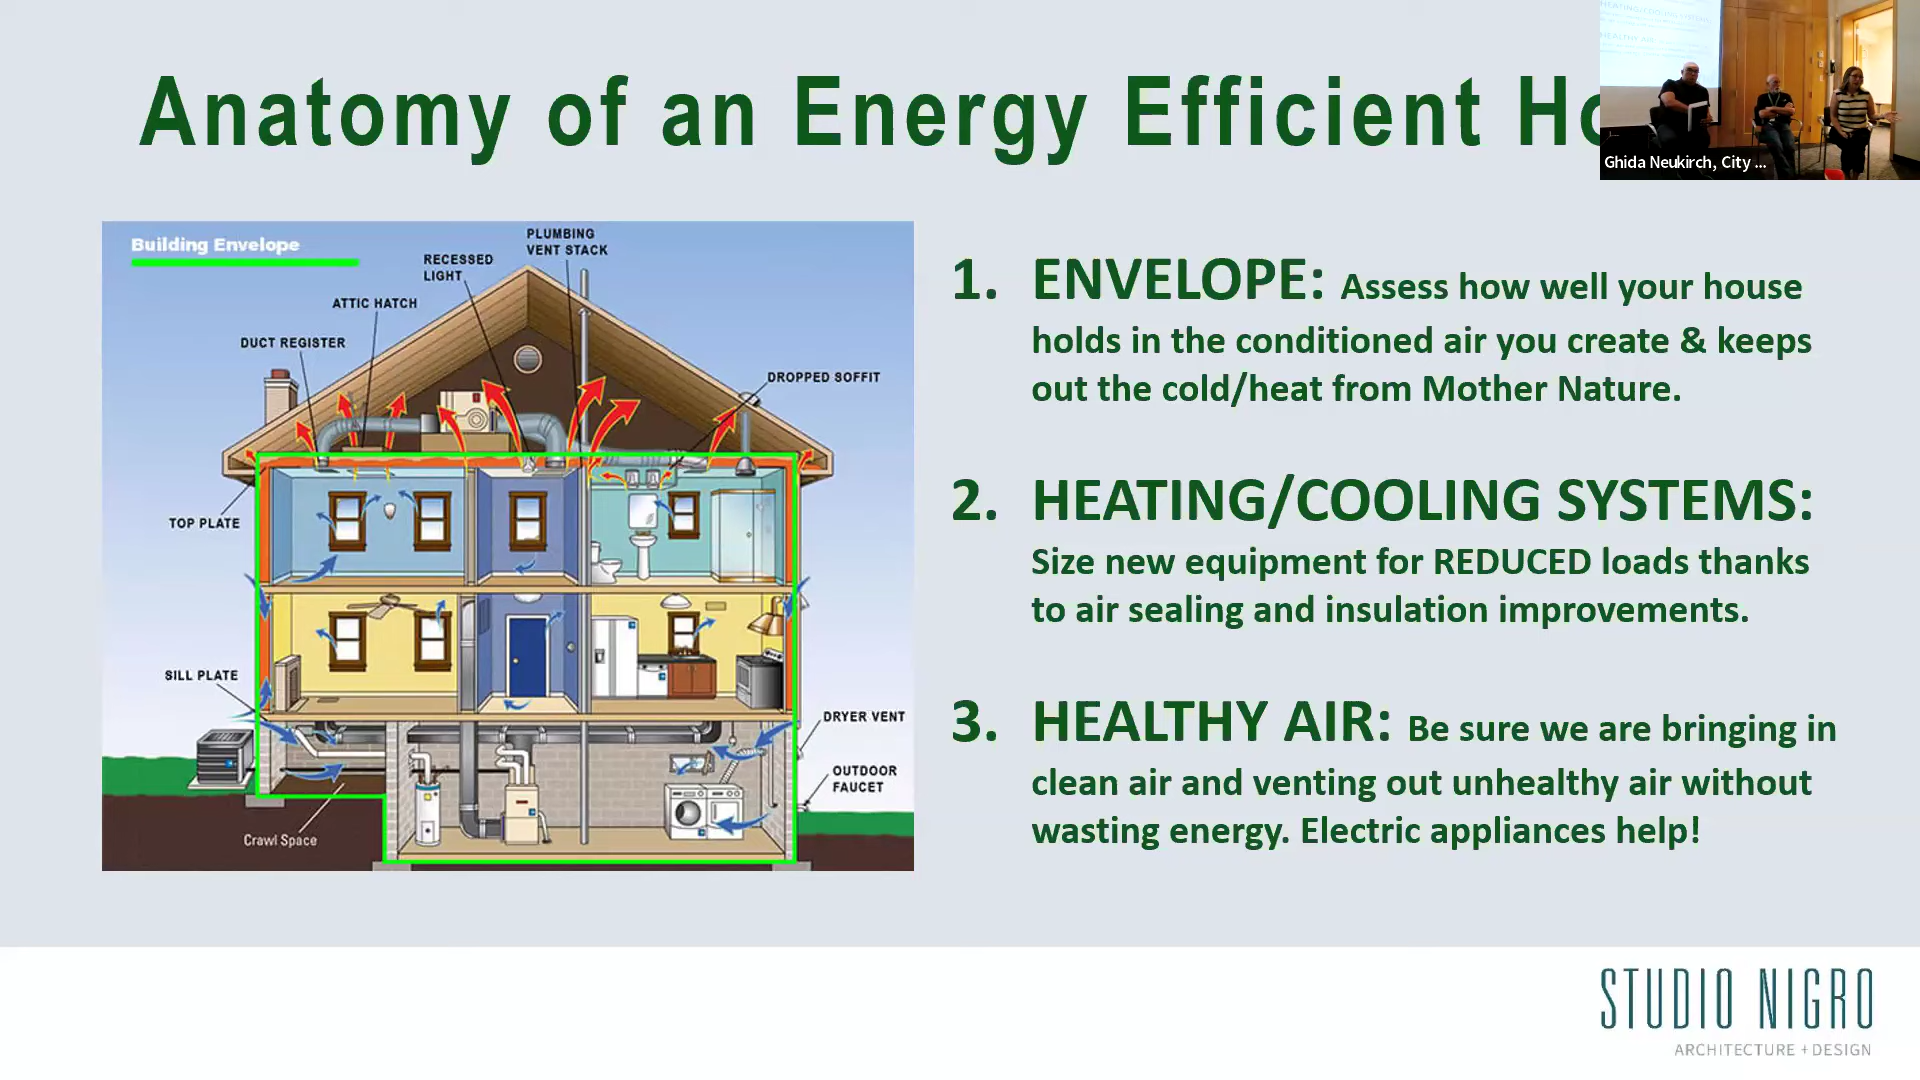 Anatomy of an Energy Efficient Ho
Ghida Neukirch, City ...
Building Envelope
PLUMBING
VENT STACK
RECESSED
LIGHT
ATTIC HATCH
DUCT REGISTER
DROPPED SOFFIT
TOP PLATE
SILL PLATE
DRYER VENT
OUTDOOR
FAUCET
Crawl Space
1. ENVELOPE: Assess how well your house
holds in the conditioned air you create & keeps
out the cold/heat from Mother Nature.
2. HEATING/COOLING SYSTEMS:
Size new equipment for REDUCED loads thanks
to air sealing and insulation improvements.
3. HEALTHY AIR: Be sure we are bringing in
clean air and venting out unhealthy air without
wasting energy. Electric appliances help!
STUDIO NIGRO
ARCHITECTURE + DESIGN